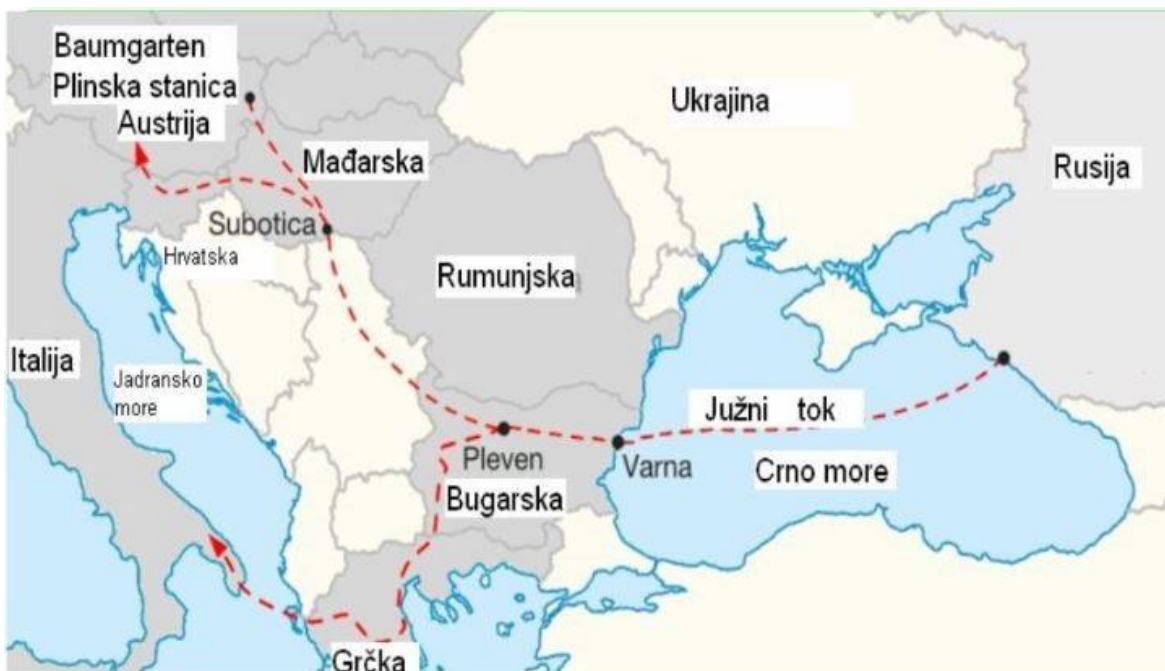 Baumgarten
Plinska stanica
Austrija
Ukrajina
Mađarska
Rusija
Subotica
Hrvatska
Rumunjska
Italija
Jadransko
more
Južni tok
Pleven
Varna
Crno more
Bugarska
Grčka